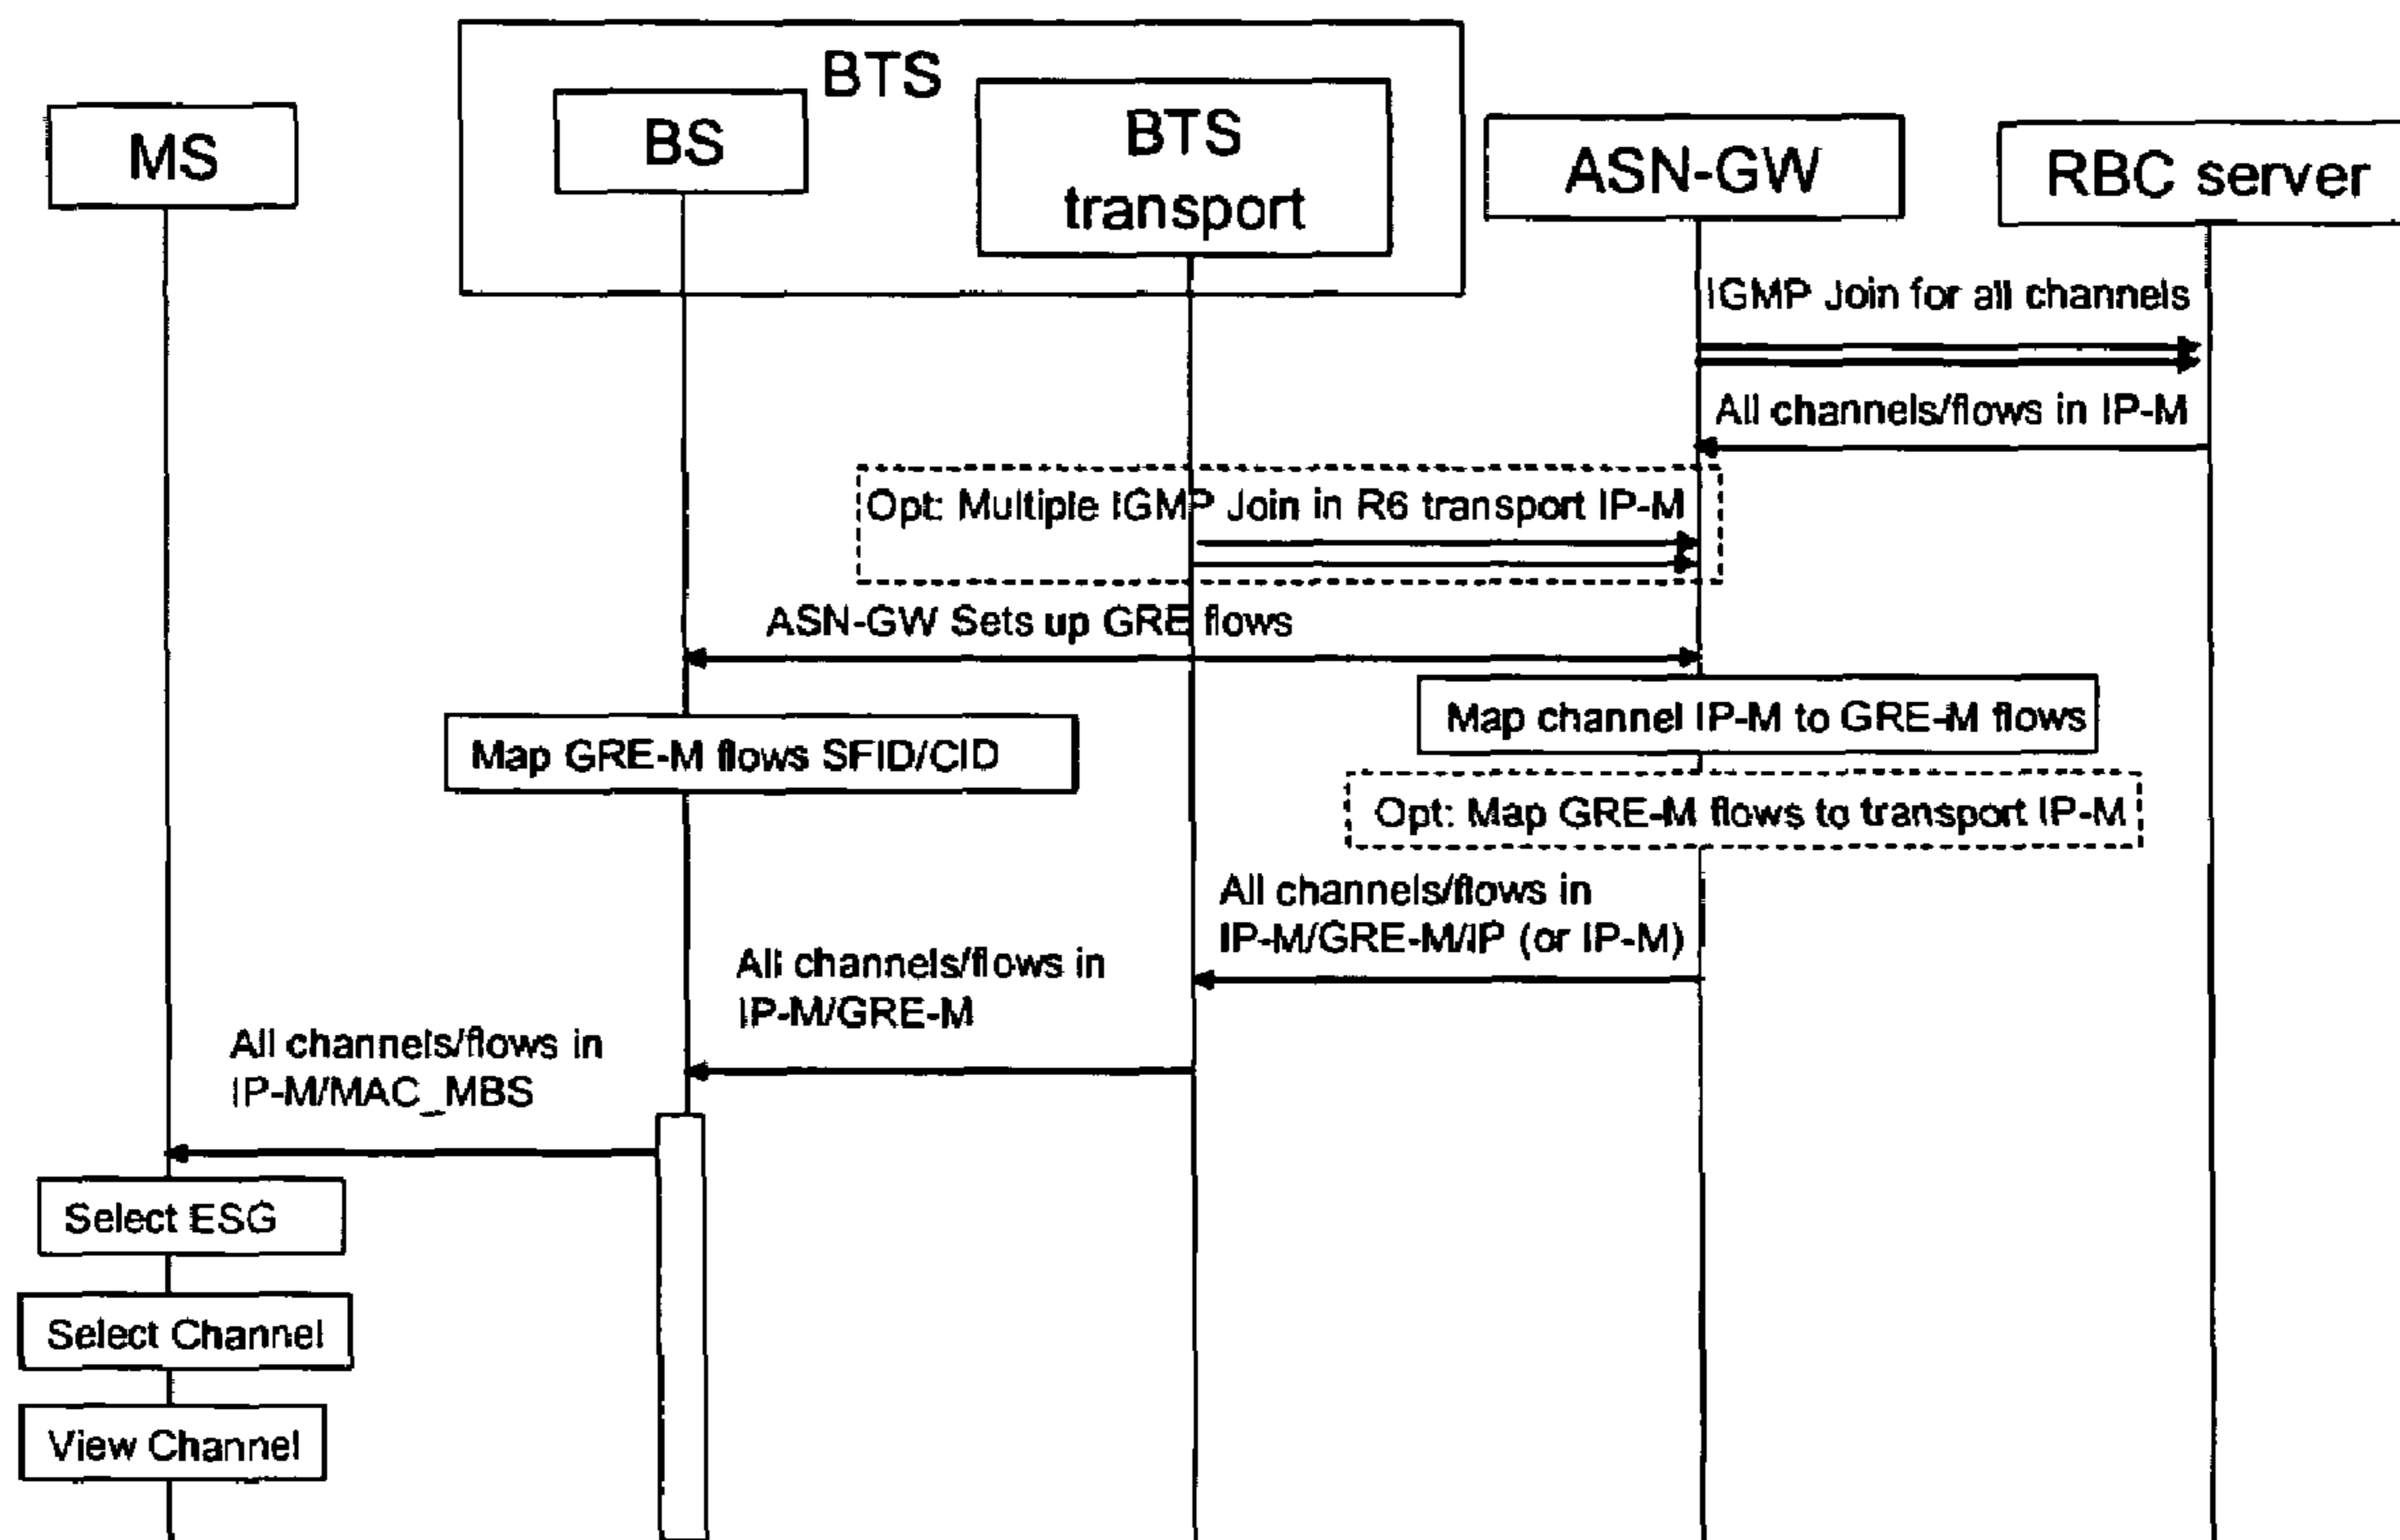 BTS
MS
BS
BTS
transport
ASN-GW
RBC server
IGMP Join for all channels
All channels/flows in IP-M
Opt: Multiple IGMP Join in R6 transport IP-M
ASN-GW Sets up GRE flows
Map channel IP-M to GRE-M flows
Map GRE-M flows SFID/CID
Opt: Map GRE-M flows to transport IP-M
All channels/flows in
IP-M/GRE-M/IP (or IP-M)
All channels/flows in
IP-M/GRE-M
All channels/flows in
IP-M/MAC_MBS
Select ESG
Select Channel
View Channel